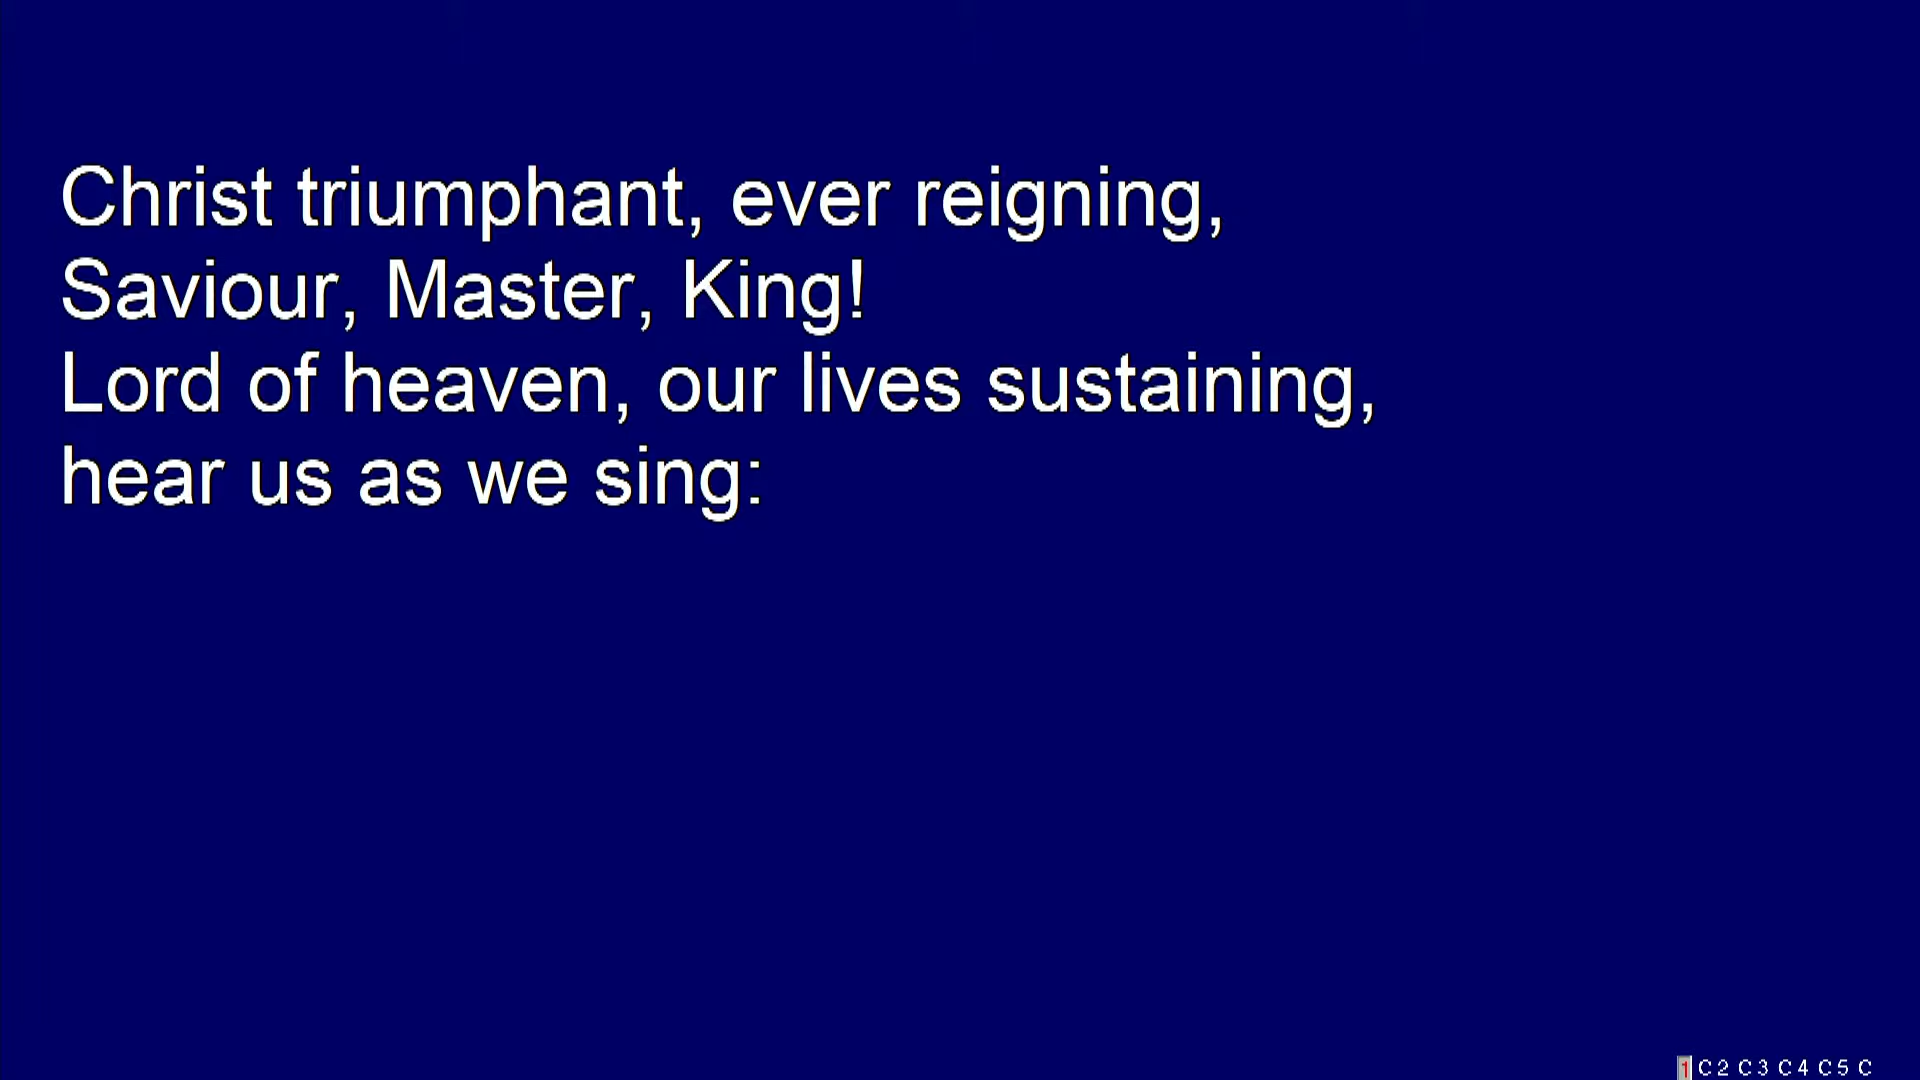 Christ triumphant, ever reigning,
Saviour, Master, King!
Lord of heaven, our lives sustaining,
hear us as we sing:
1 C 2 C 3 C 4 C 5 C